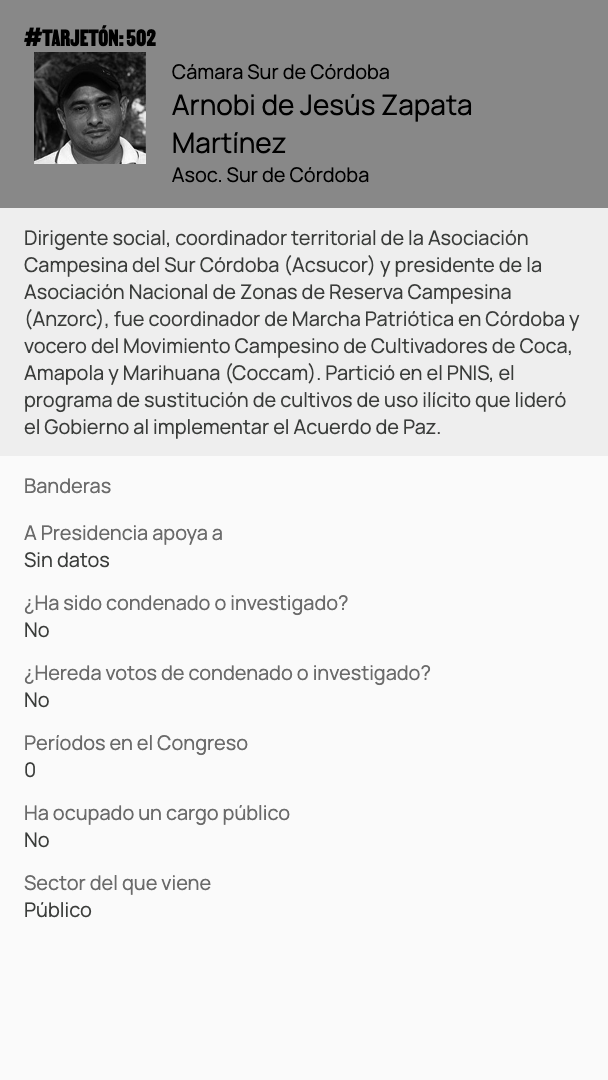 #TARJETÓN: 502
Cámara Sur de Córdoba
Arnobi de Jesús Zapata
Martínez
Asoc. Sur de Córdoba
Dirigente social, coordinador territorial de la Asociación
Campesina del Sur Córdoba (Acsucor) y presidente de la
Asociación Nacional de Zonas de Reserva Campesina
(Anzorc), fue coordinador de Marcha Patriótica en Córdoba y
vocero del Movimiento Campesino de Cultivadores de Coca,
Amapola y Marihuana (Coccam). Partició en el PNIS, el
programa de sustitución de cultivos de uso ilícito que lideró
el Gobierno al implementar el Acuerdo de Paz.
Banderas
A Presidencia apoya a
Sin datos
¿Ha sido condenado o investigado?
No
¿Hereda votos de condenado o investigado?
No
Períodos en el Congreso
0
Ha ocupado un cargo público
No
Sector del que viene
Público